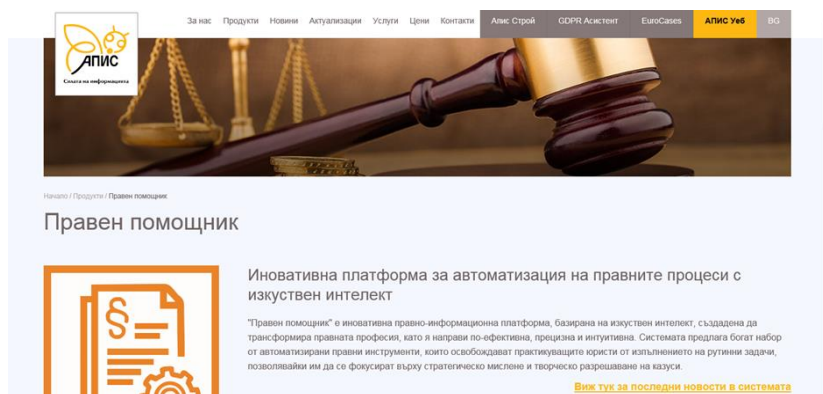 За нас Продукти Новини Актуализации Услуги Цени Контакти Апис Строй GDPR Асистент EuroCases АПИС Уеб BG
АПИС
Силата на информацията
Начало / Продукти / Правен помощник
Правен помощник
Иновативна платформа за автоматизация на правните процеси с
изкуствен интелект
"Правен помощник" е иновативна правно-информационна платформа, базирана на изкуствен интелект, създадена да
трансформира правната професия, като я направи по-ефективна, прецизна и интуитивна. Системата предлага богат набор
от автоматизирани правни инструменти, които освобождават практикуващите юристи от изпълнението на рутинни задачи,
позволявайки им да се фокусират върху стратегическо мислене и творческо разрешаване на казуси.
Виж тук за последни новости в системата
§